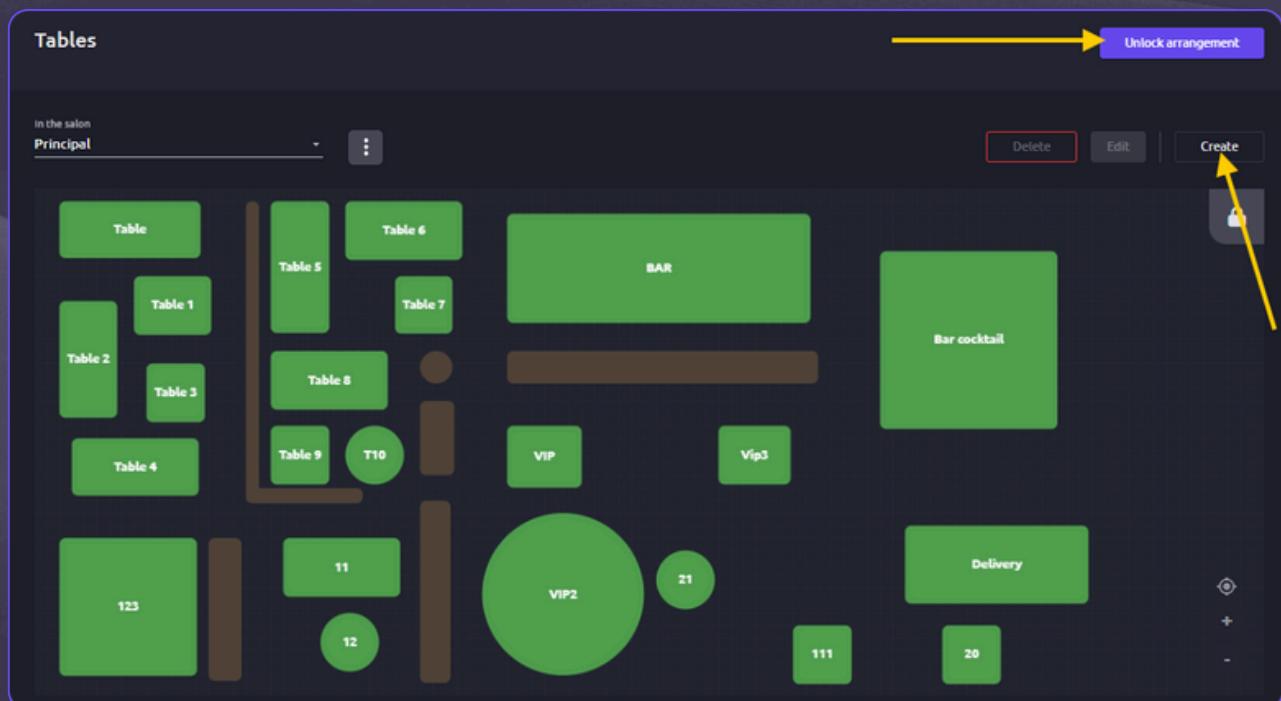 Tables
Unlock arrangement
In the salon
Principal
Delete
Edit
Create
Table
Table 5
Table 6
BAR
Bar cocktail
Table 1
Table 7
Table 2
Table 3
Table 8
Table 4
Table 9
T10
VIP
Vip3
123
11
VIP2
21
Delivery
12
111
20
+
-